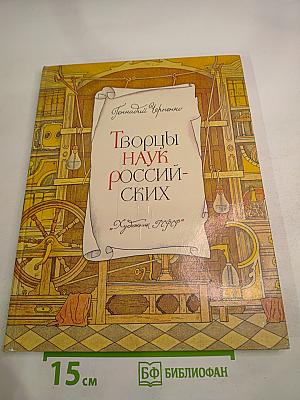 Геннадий Черненко
Творцы
наук
россий-
ских
„Художник РСФСР“
15 см
БФ БИБЛИОФАН